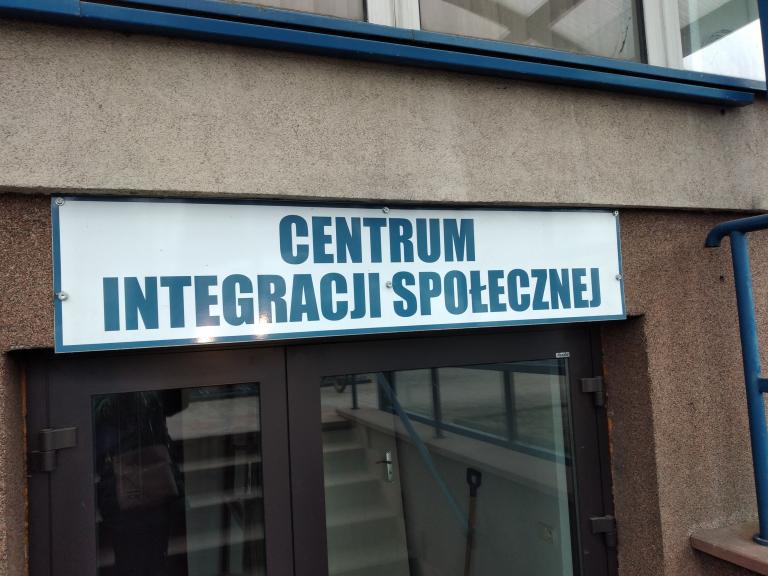 CENTRUM
INTEGRACJI SPOŁECZNEJ